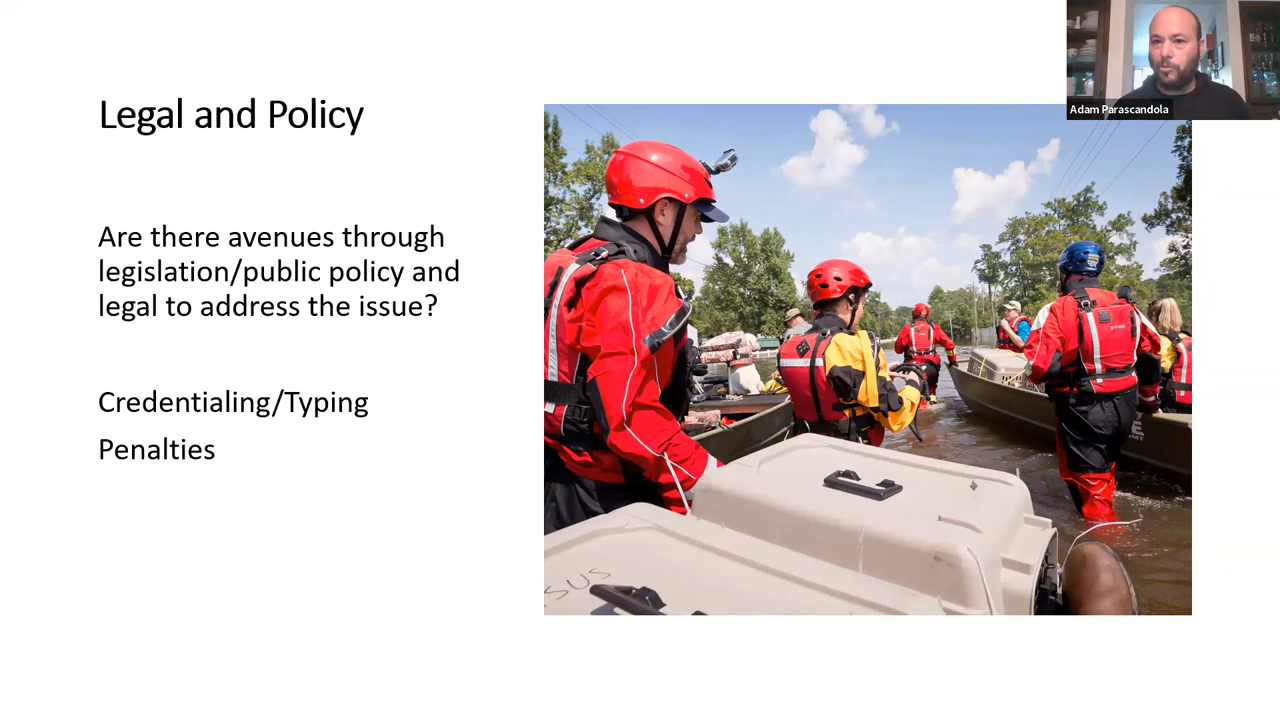 Adam Parascandola
Legal and Policy
Are there avenues through
legislation/public policy and
legal to address the issue?
Credentialing/Typing
Penalties
SUS